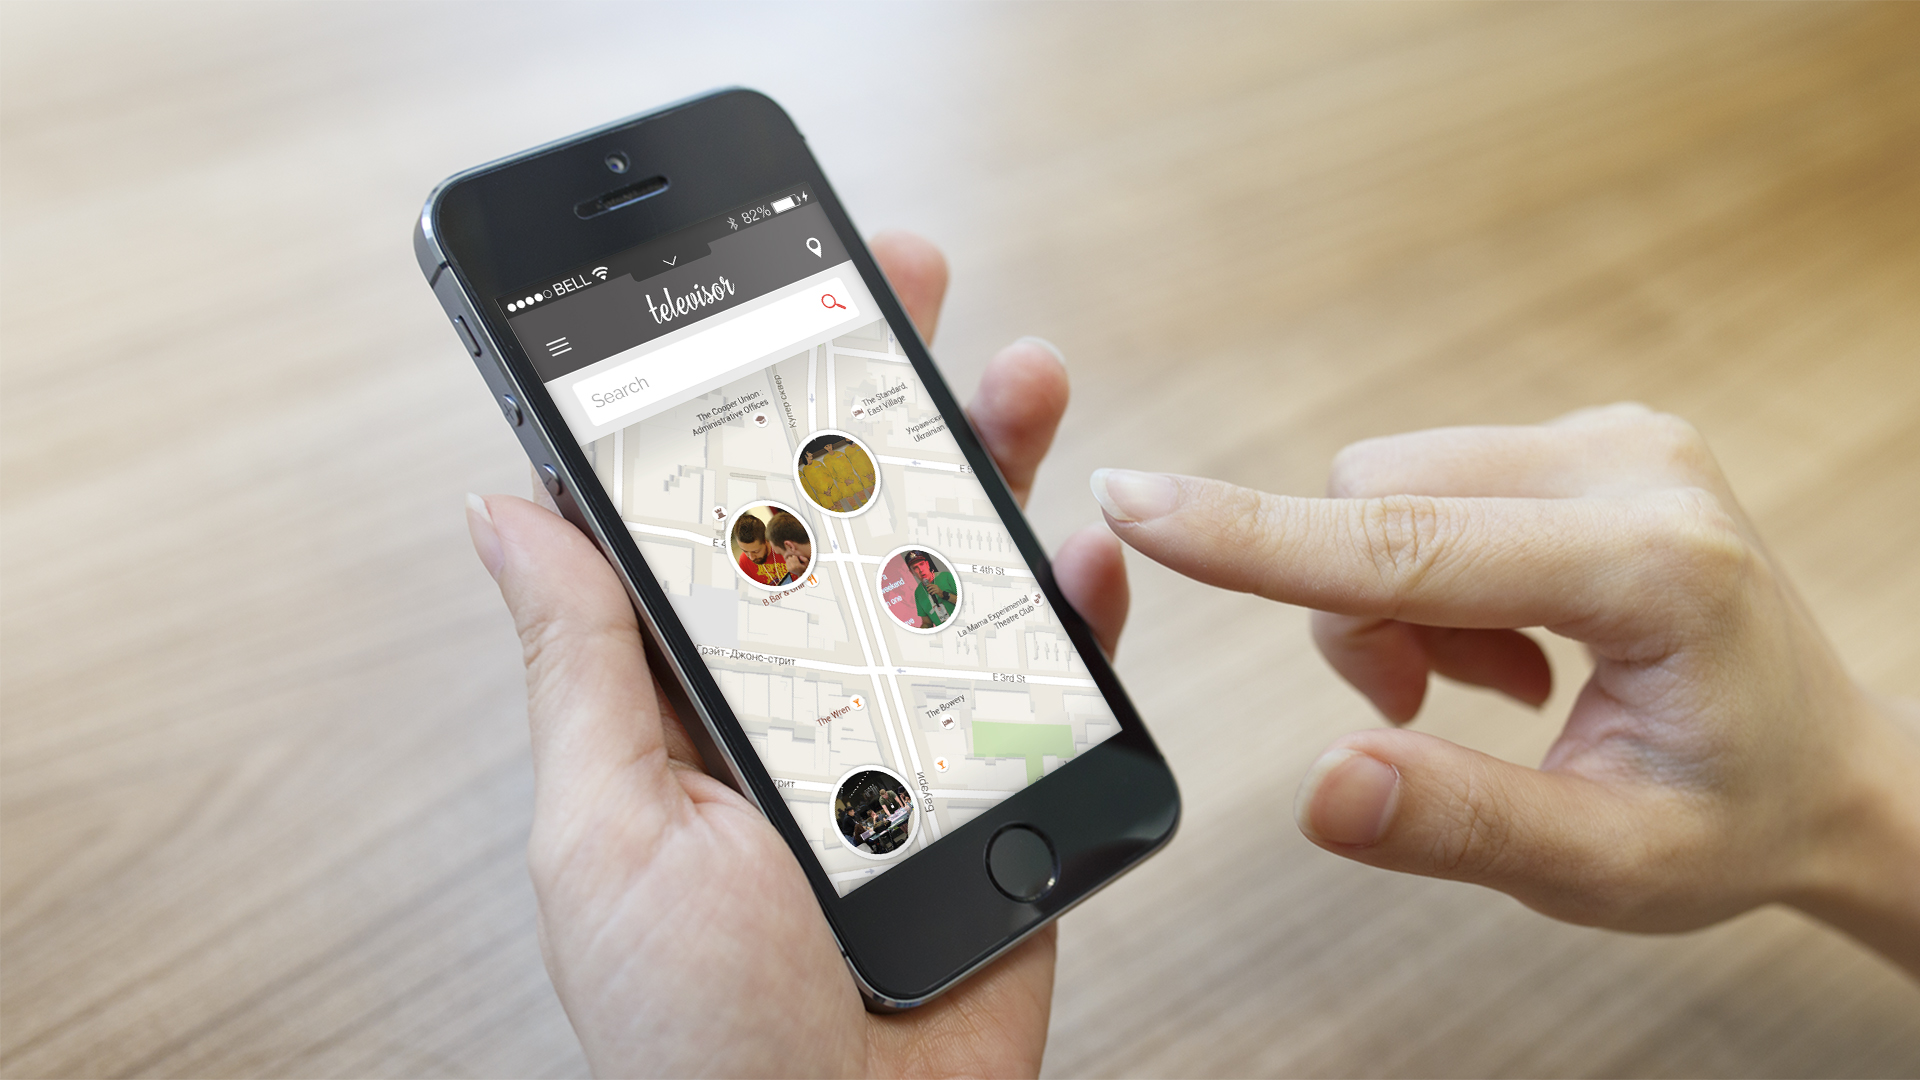 BELL
82%
televisor
Search
The Cooper Union :
Administrative Offices
Купер сквер
The Standard,
East Village
Украинск
Ukrainian
E 5
E 4
E 4th St
B Bar & Grill
a
weekend
one
La Mama Experimental
Theatre Club
Грэйт-Джонс-стрит
E 3rd St
The Wren
The Bowery
трит
Бауэри